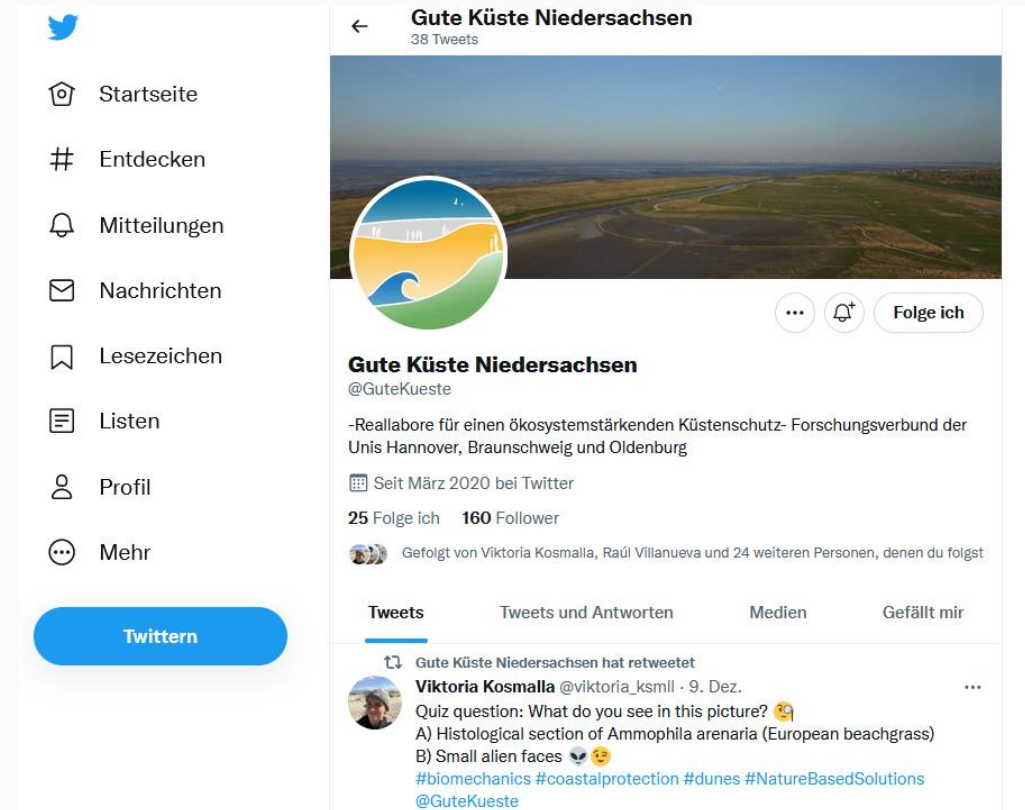 Gute Küste Niedersachsen
38 Tweets
Startseite
Entdecken
Mitteilungen
Nachrichten
Lesezeichen
Listen
Profil
Mehr
Twittern
Folge ich
Gute Küste Niedersachsen
@GuteKueste
-Reallabore für einen ökosystemstärkenden Küstenschutz- Forschungsverbund der
Unis Hannover, Braunschweig und Oldenburg
Seit März 2020 bei Twitter
25 Folge ich 160 Follower
Gefolgt von Viktoria Kosmalla, Raúl Villanueva und 24 weiteren Personen, denen du folgst
Tweets Tweets und Antworten Medien Gefällt mir
Gute Küste Niedersachsen hat retweetet
Viktoria Kosmalla @viktoria_ksmll · 9. Dez.
Quiz question: What do you see in this picture? 🧐
A) Histological section of Ammophila arenaria (European beachgrass)
B) Small alien faces 👽😉
#biomechanics #coastalprotection #dunes #NatureBasedSolutions
@GuteKueste